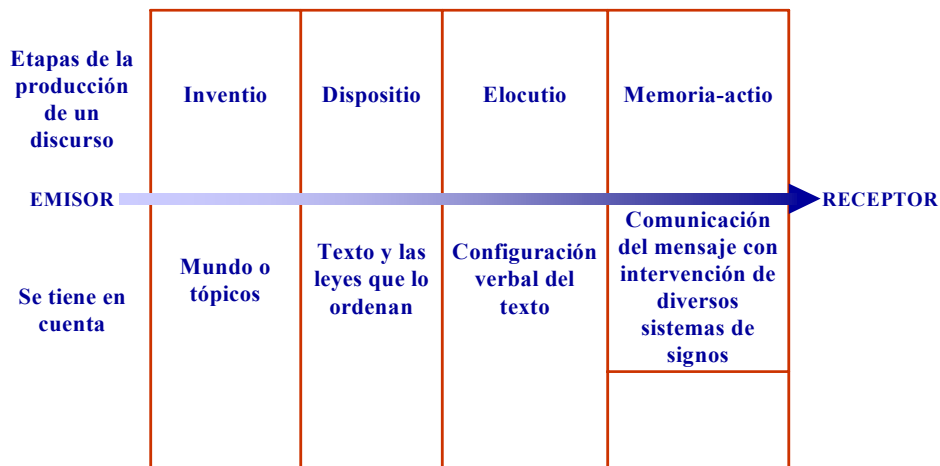 Etapas de la
producción
de un
discurso
Inventio
Dispositio
Elocutio
Memoria-actio
EMISOR
RECEPTOR
Se tiene en
cuenta
Mundo o
tópicos
Texto y las
leyes que lo
ordenan
Configuración
verbal del
texto
Comunicación
del mensaje con
intervención de
diversos
sistemas de
signos